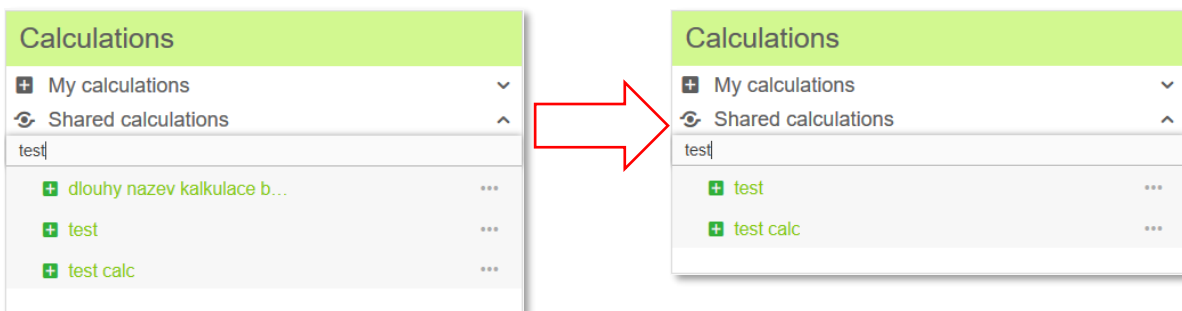 Calculations
My calculations
Shared calculations
test
dlouhy nazev kalkulace b...
test
test calc
Calculations
My calculations
Shared calculations
test
test
test calc